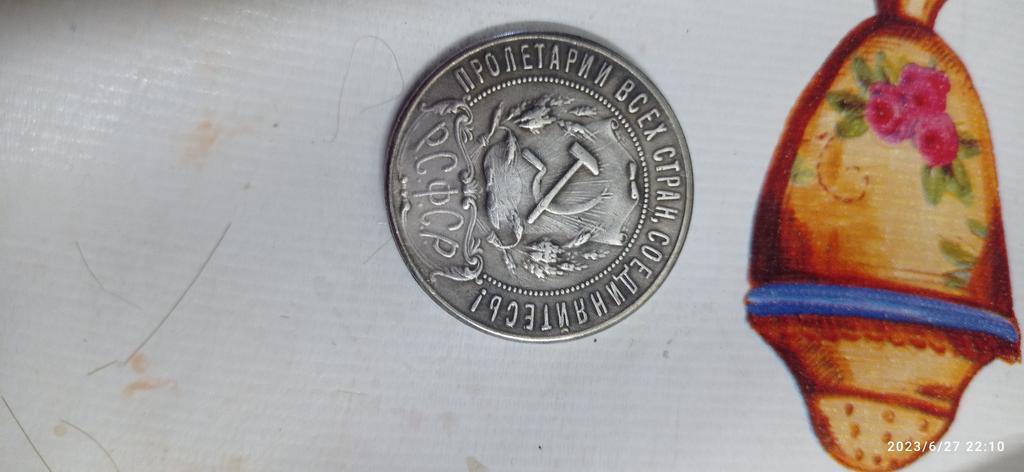 ПРОЛЕТАРИИ ВСЕХ СТРАН, СОЕДИНЯЙТЕСЬ!
РСФСР
2023/6/27 22:10